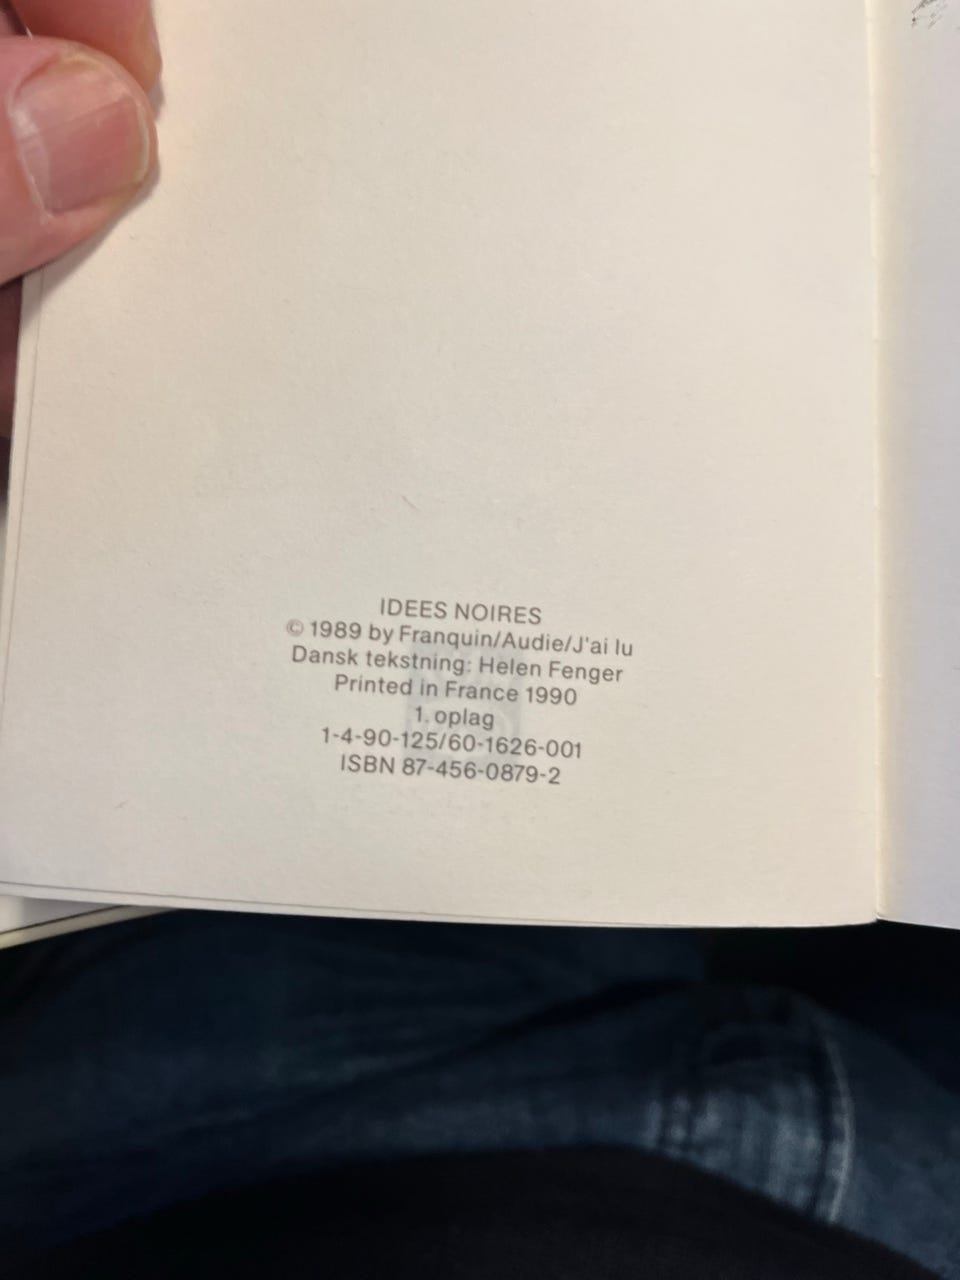 IDEES NOIRES
© 1989 by Franquin/Audie/J'ai lu
Dansk tekstning: Helen Fenger
Printed in France 1990
1. oplag
1-4-90-125/60-1626-001
ISBN 87-456-0879-2